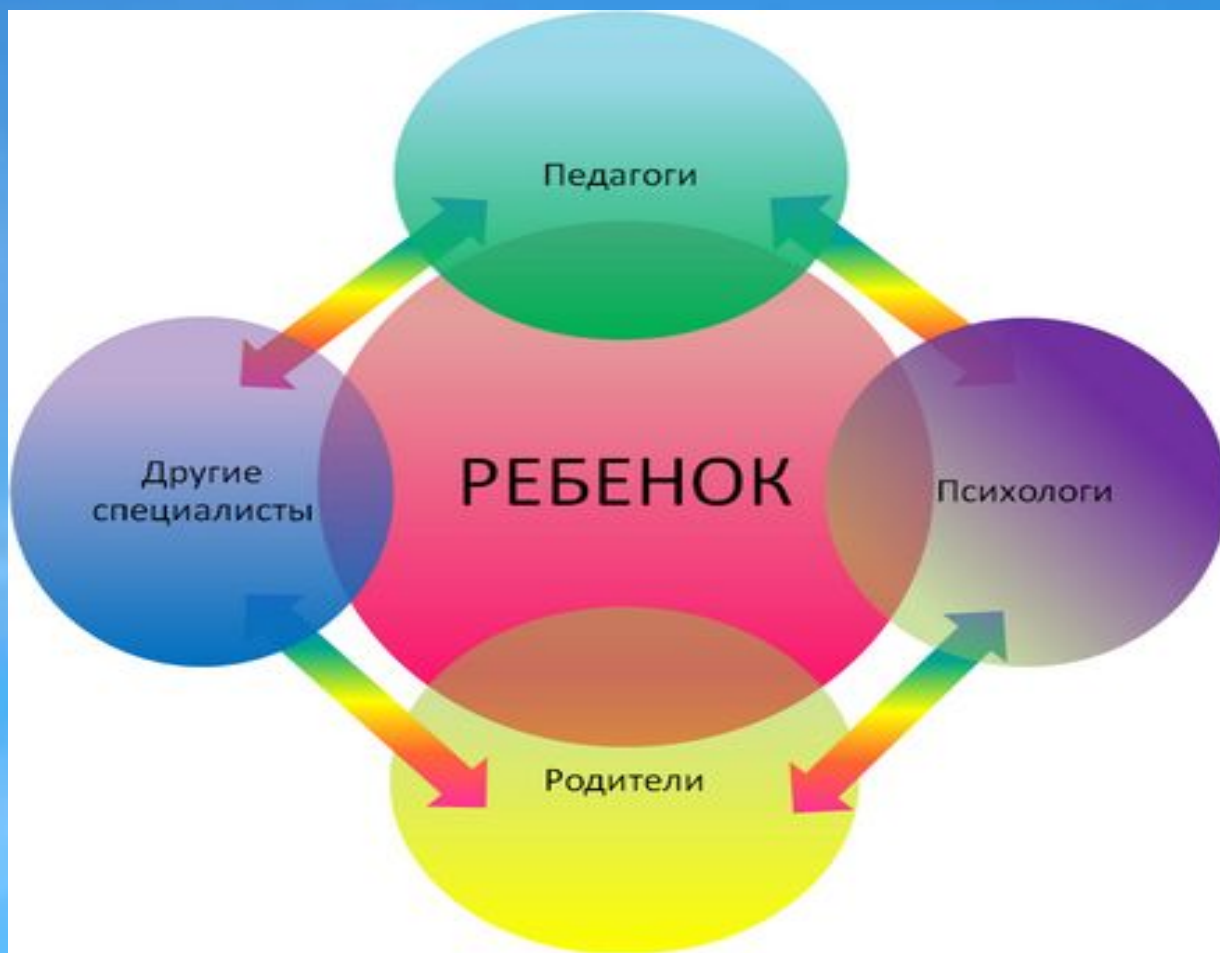 Педагоги
Другие
специалисты
РЕБЕНОК
Психологи
Родители